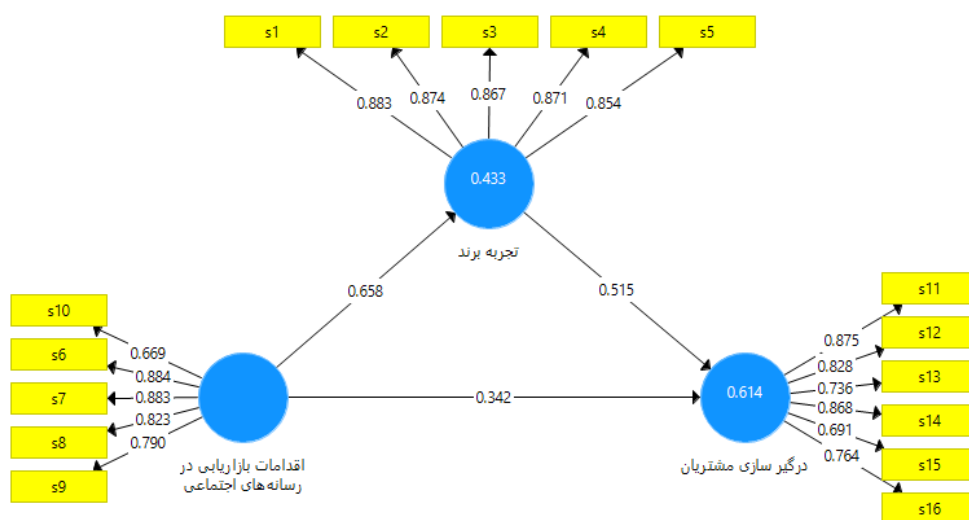 s1
s2
s3
s4
s5
0.883
0.874
0.867
0.871
0.854
0.433
تجربه برند
0.658
0.515
s10
s6
s7
s8
s9
0.669
0.884
0.883
0.823
0.790
اقدامات بازاریابی در
رسانه‌های اجتماعی
0.342
0.614
درگیر سازی مشتریان
0.875
0.828
0.736
0.868
0.691
0.764
s11
s12
s13
s14
s15
s16